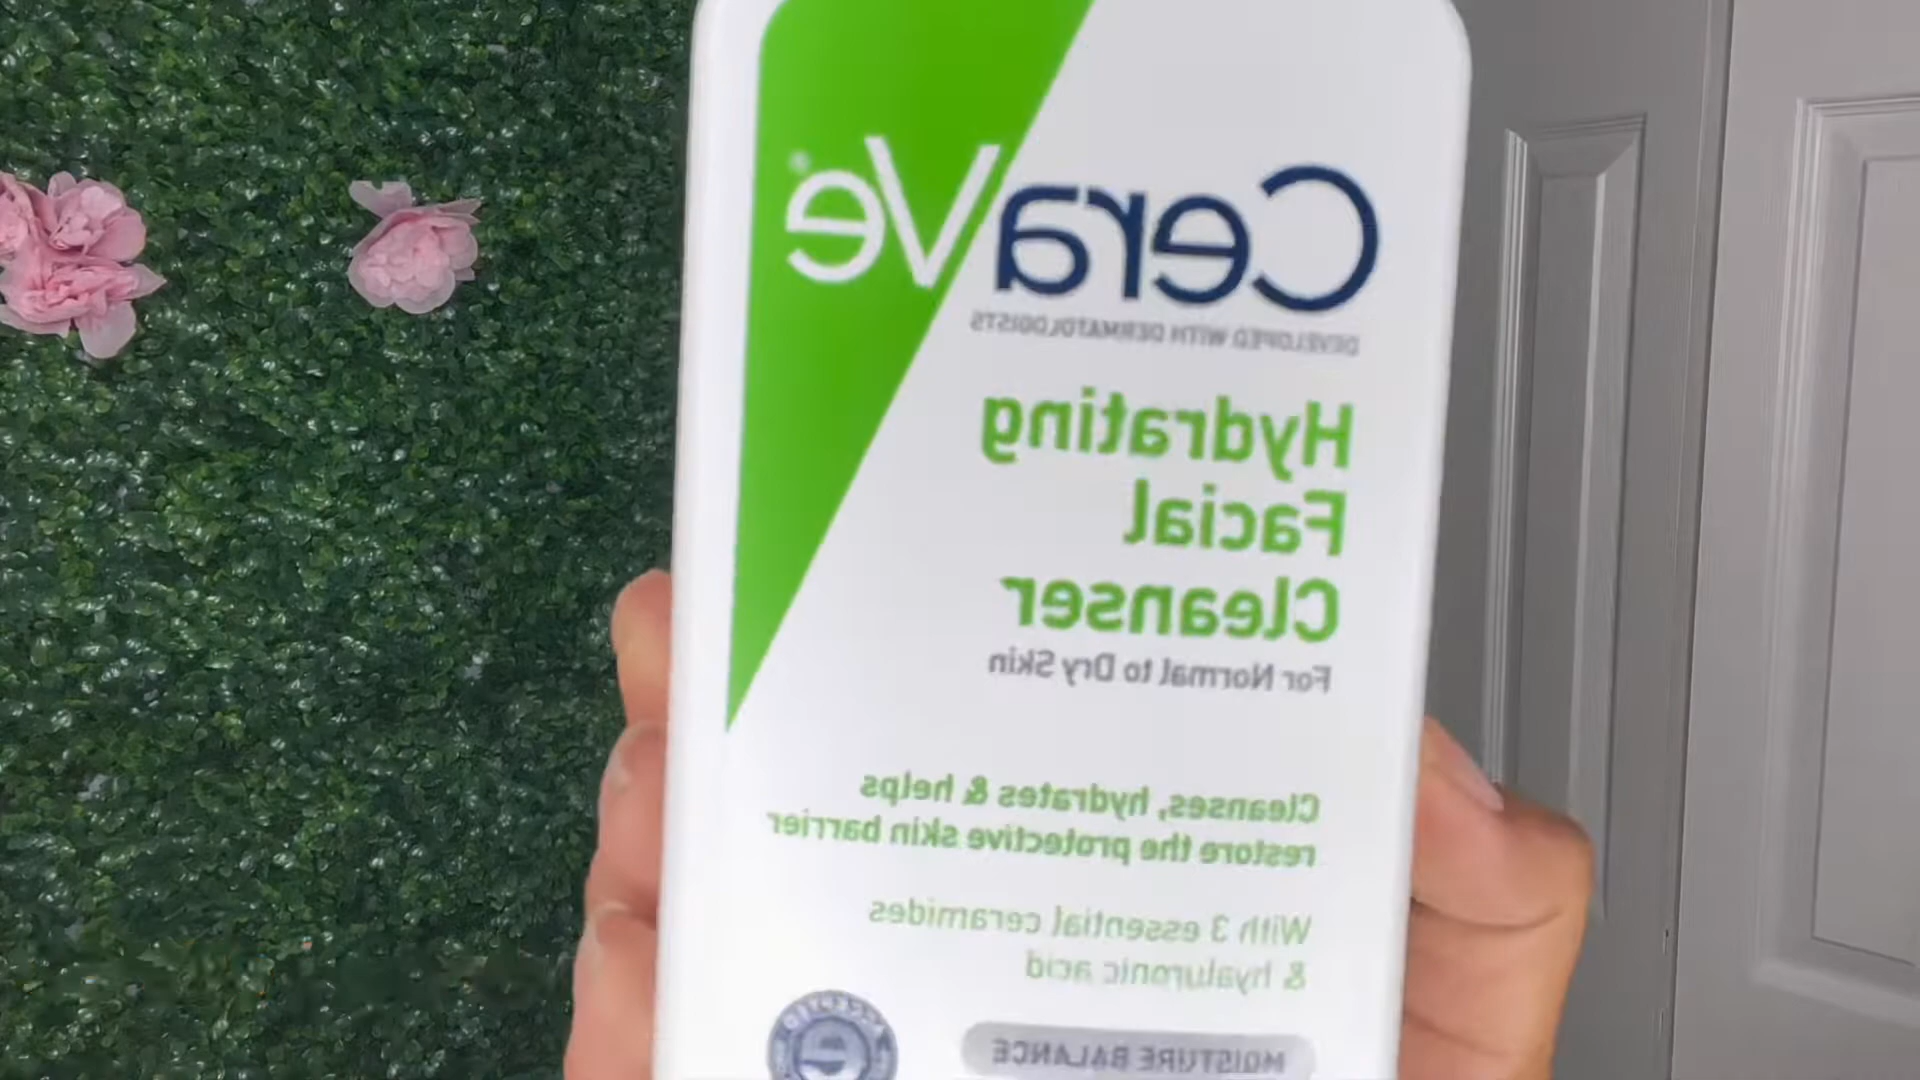 CeraVe®
DEVELOPED WITH DERMATOLOGISTS
Hydrating
Facial
Cleanser
For Normal to Dry Skin
Cleanses, hydrates & helps
restore the protective skin barrier
With 3 essential ceramides
& hyaluronic acid
MOISTURE BALANCE